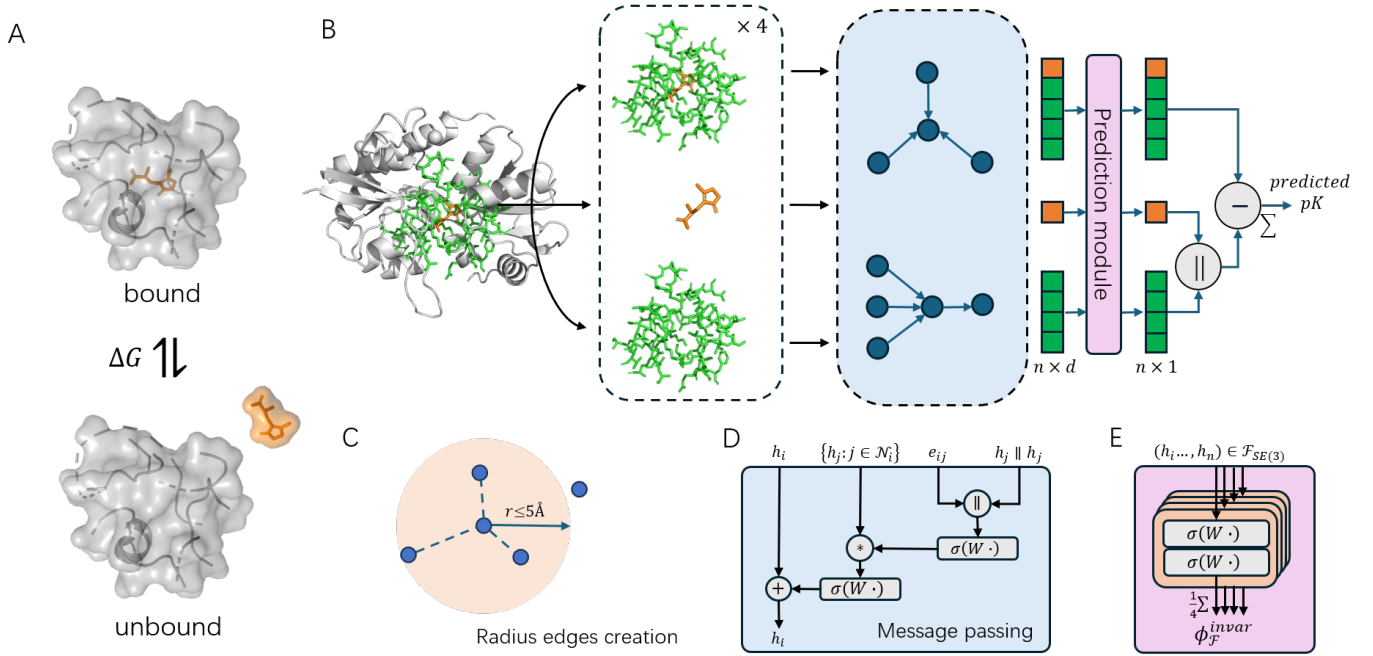 A
B
bound
ΔG
unbound
× 4
Prediction module
n × d
n × 1
−
Σ
||
predicted
pK
C
r≤5Å
Radius edges creation
D
h_i
{h_j: j ∈ 𝒩_i}
e_ij
h_j ∥ h_j
||
σ(W ·)
*
σ(W ·)
+
h_i
Message passing
E
(h_i…, h_n) ∈ ℱ_SE(3)
σ(W ·)
σ(W ·)
1/4 Σ
ϕ_ℱ^invar